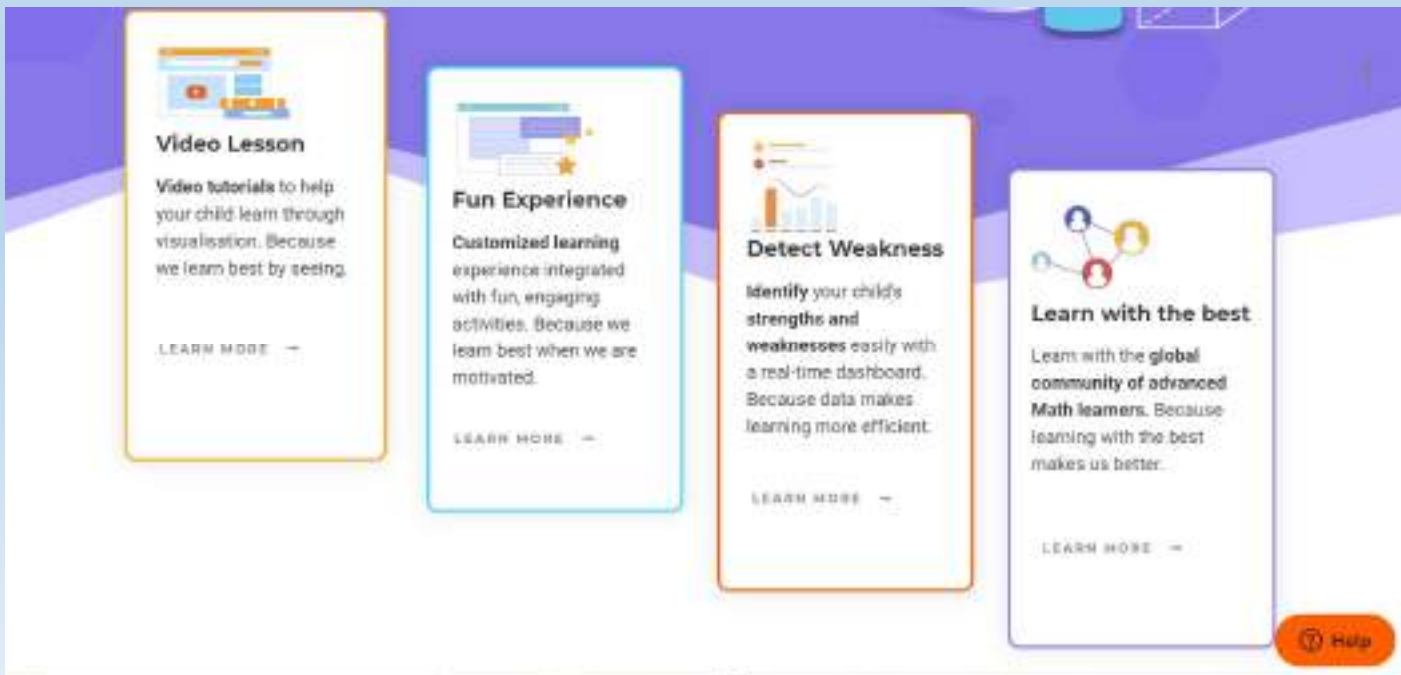 Video Lesson
Video tutorials to help
your child learn through
visualisation. Because
we learn best by seeing.
LEARN MORE →
Fun Experience
Customized learning
experience integrated
with fun, engaging
activities. Because we
learn best when we are
motivated.
LEARN MORE →
Detect Weakness
Identify your child's
strengths and
weaknesses easily with
a real-time dashboard.
Because data makes
learning more efficient.
LEARN MORE →
Learn with the best
Learn with the global
community of advanced
Math learners. Because
learning with the best
makes us better.
LEARN MORE →
Help